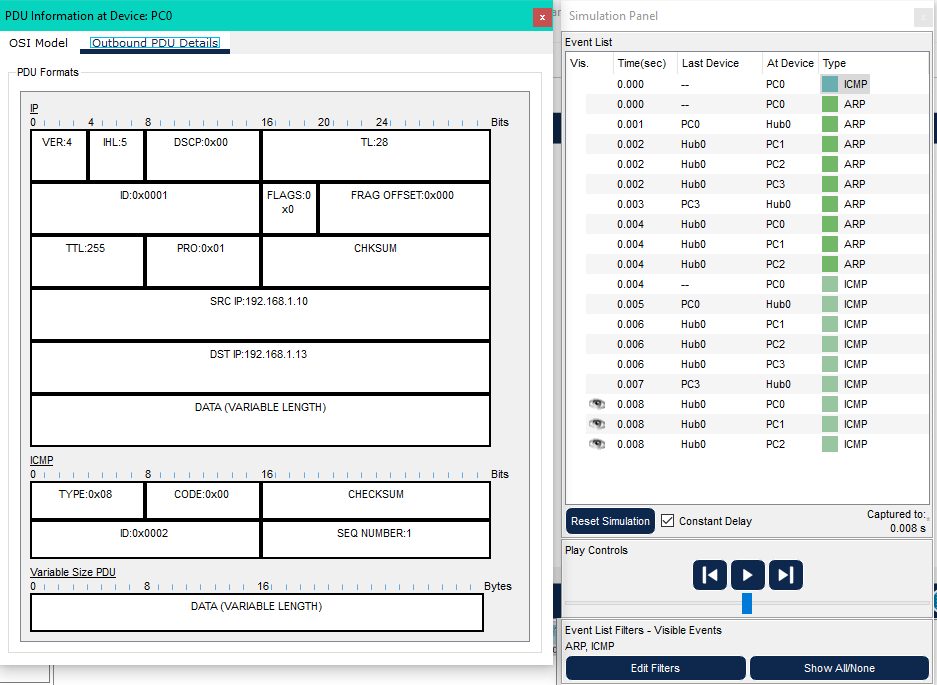 PDU Information at Device: PC0
x
OSI Model
Outbound PDU Details
PDU Formats
IP
0 4 8 16 20 24 Bits
VER:4 IHL:5 DSCP:0x00 TL:28
ID:0x0001 FLAGS:0 FRAG OFFSET:0x000
x0
TTL:255 PRO:0x01 CHKSUM
SRC IP:192.168.1.10
DST IP:192.168.1.13
DATA (VARIABLE LENGTH)
ICMP
0 8 16 Bits
TYPE:0x08 CODE:0x00 CHECKSUM
ID:0x0002 SEQ NUMBER:1
Variable Size PDU
0 8 16 Bytes
DATA (VARIABLE LENGTH)
Simulation Panel
Event List
Vis. Time(sec) Last Device At Device Type
0.000 -- PC0 ICMP
0.000 -- PC0 ARP
0.001 PC0 Hub0 ARP
0.002 Hub0 PC1 ARP
0.002 Hub0 PC2 ARP
0.002 Hub0 PC3 ARP
0.003 PC3 Hub0 ARP
0.004 Hub0 PC0 ARP
0.004 Hub0 PC1 ARP
0.004 Hub0 PC2 ARP
0.004 -- PC0 ICMP
0.005 PC0 Hub0 ICMP
0.006 Hub0 PC1 ICMP
0.006 Hub0 PC2 ICMP
0.006 Hub0 PC3 ICMP
0.007 PC3 Hub0 ICMP
0.008 Hub0 PC0 ICMP
0.008 Hub0 PC1 ICMP
0.008 Hub0 PC2 ICMP
Reset Simulation
Constant Delay
Captured to:
0.008 s
Play Controls
Event List Filters - Visible Events
ARP, ICMP
Edit Filters
Show All/None